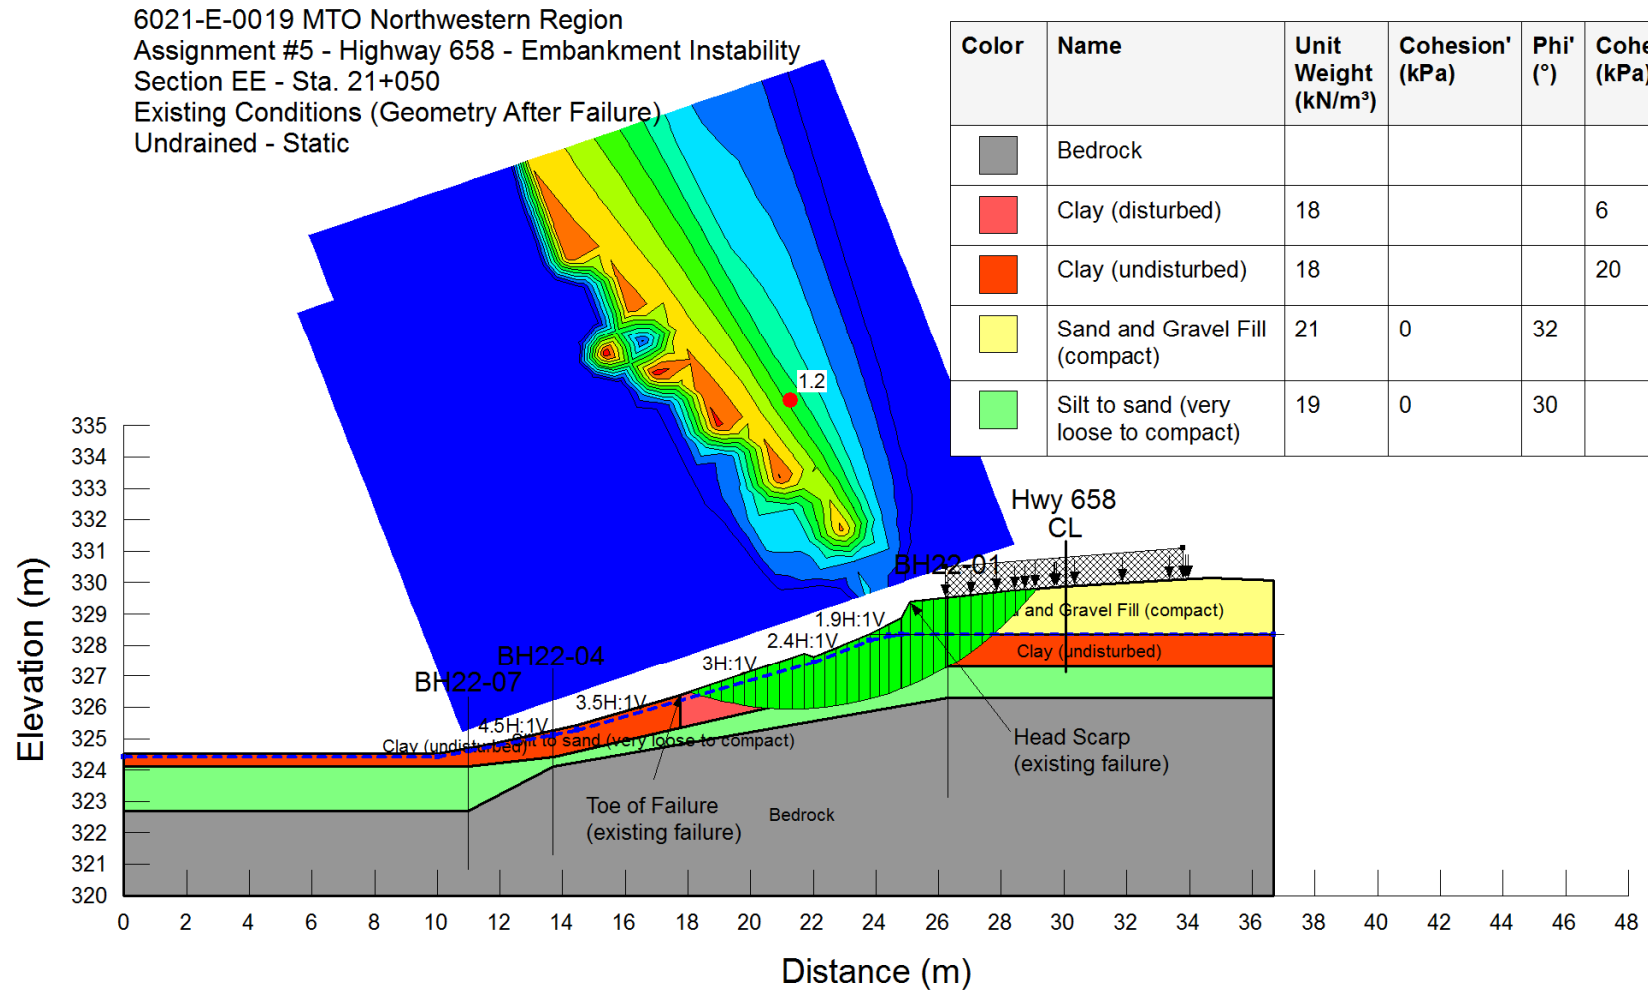 6021-E-0019 MTO Northwestern Region
Assignment #5 - Highway 658 - Embankment Instability
Section EE - Sta. 21+050
Existing Conditions (Geometry After Failure)
Undrained - Static
Color Name Unit Weight (kN/m³) Cohesion' (kPa) Phi' (°) Cohe (kPa)
Bedrock
Clay (disturbed) 18 6
Clay (undisturbed) 18 20
Sand and Gravel Fill (compact) 21 0 32
Silt to sand (very loose to compact) 19 0 30
1.2
Hwy 658
CL
BH22-01
and Gravel Fill (compact)
Clay (undisturbed)
1.9H:1V
2.4H:1V
3H:1V
3.5H:1V
4.5H:1V
BH22-04
BH22-07
Clay (undisturbed)
Silt to sand (very loose to compact)
Head Scarp
(existing failure)
Toe of Failure
(existing failure)
Bedrock
Elevation (m)
335
334
333
332
331
330
329
328
327
326
325
324
323
322
321
320
0 2 4 6 8 10 12 14 16 18 20 22 24 26 28 30 32 34 36 38 40 42 44 46 48
Distance (m)